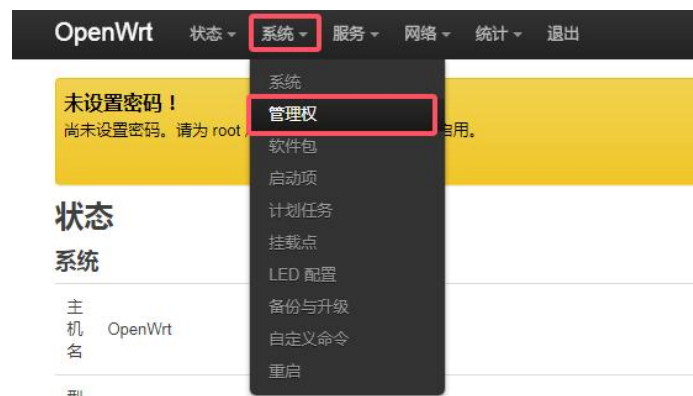 OpenWrt 状态 系统 服务 网络 统计 退出
未设置密码！
尚未设置密码。请为 root
启用。
系统
管理权
软件包
启动项
计划任务
挂载点
LED 配置
备份与升级
自定义命令
重启
状态
系统
主机名 OpenWrt